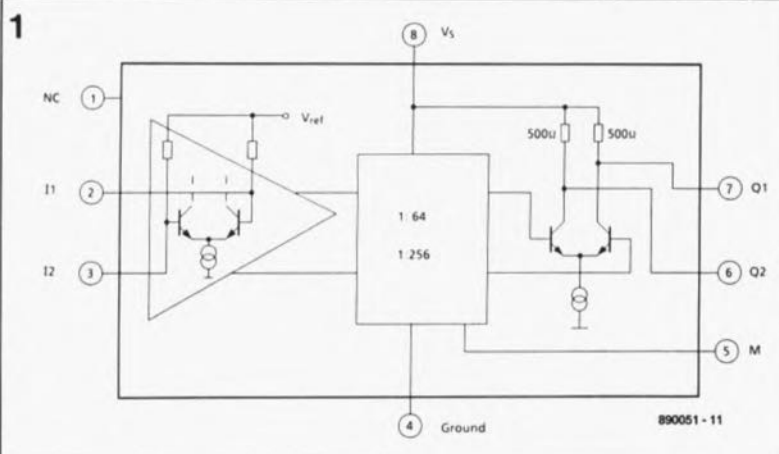 1
8 Vs
NC 1
Vref
500u 500u
I1 2
7 Q1
1:64
1:256
I2 3
6 Q2
5 M
4 Ground
890051 - 11